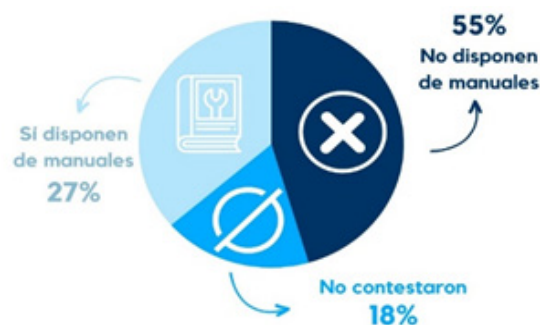 55%
No disponen
de manuales
Sí disponen
de manuales
27%
No contestaron
18%